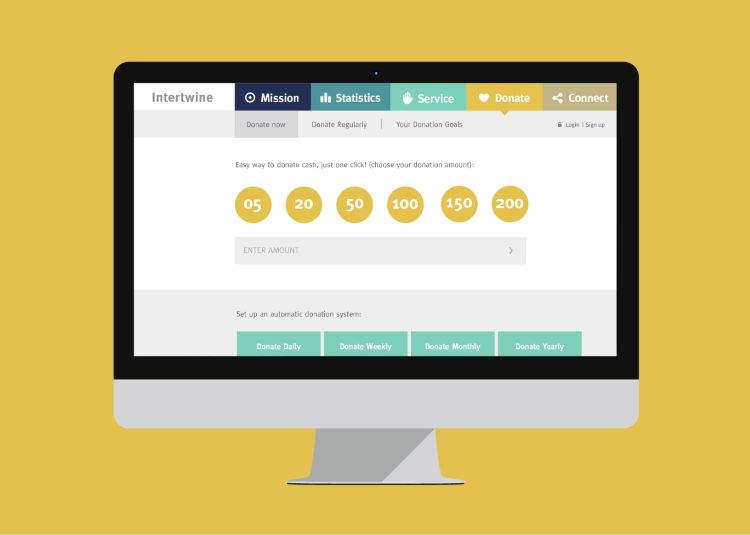 Intertwine
Mission
Statistics
Service
Donate
Connect
Donate now
Donate Regularly
Your Donation Goals
Login | Sign up
Easy way to donate cash, just one click! (choose your donation amount):
05 20 50 100 150 200
ENTER AMOUNT
Set up an automatic donation system:
Donate Daily
Donate Weekly
Donate Monthly
Donate Yearly